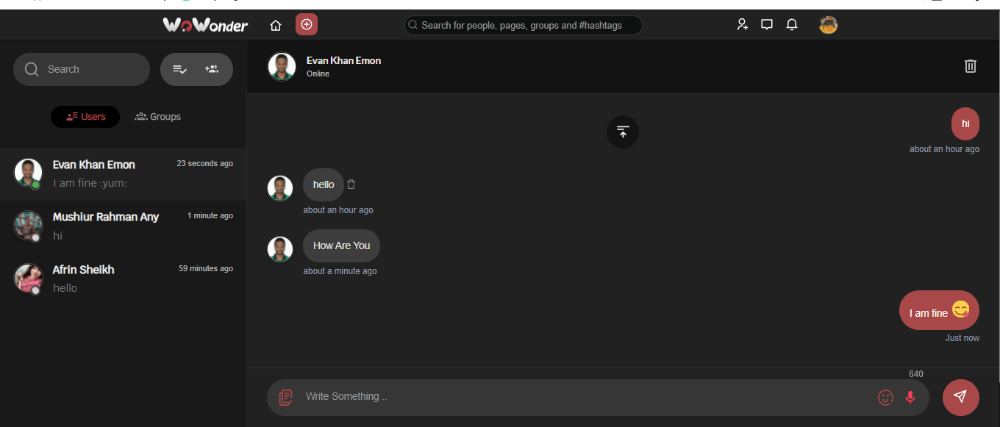 WoWonder
Search for people, pages, groups and #hashtags
Search
Users
Groups
Evan Khan Emon
23 seconds ago
I am fine :yum:
Mushiur Rahman Any
1 minute ago
hi
Afrin Sheikh
59 minutes ago
hello
Evan Khan Emon
Online
hi
about an hour ago
hello
about an hour ago
How Are You
about a minute ago
I am fine 😋
Just now
640
Write Something ..